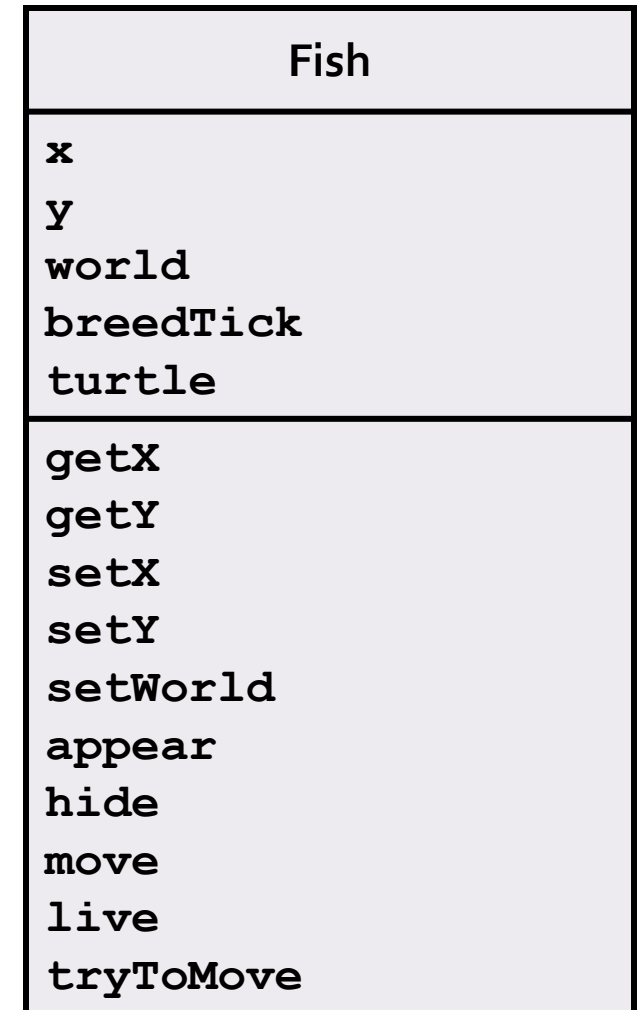 Fish
x
y
world
breedTick
turtle
getX
getY
setX
setY
setWorld
appear
hide
move
live
tryToMove